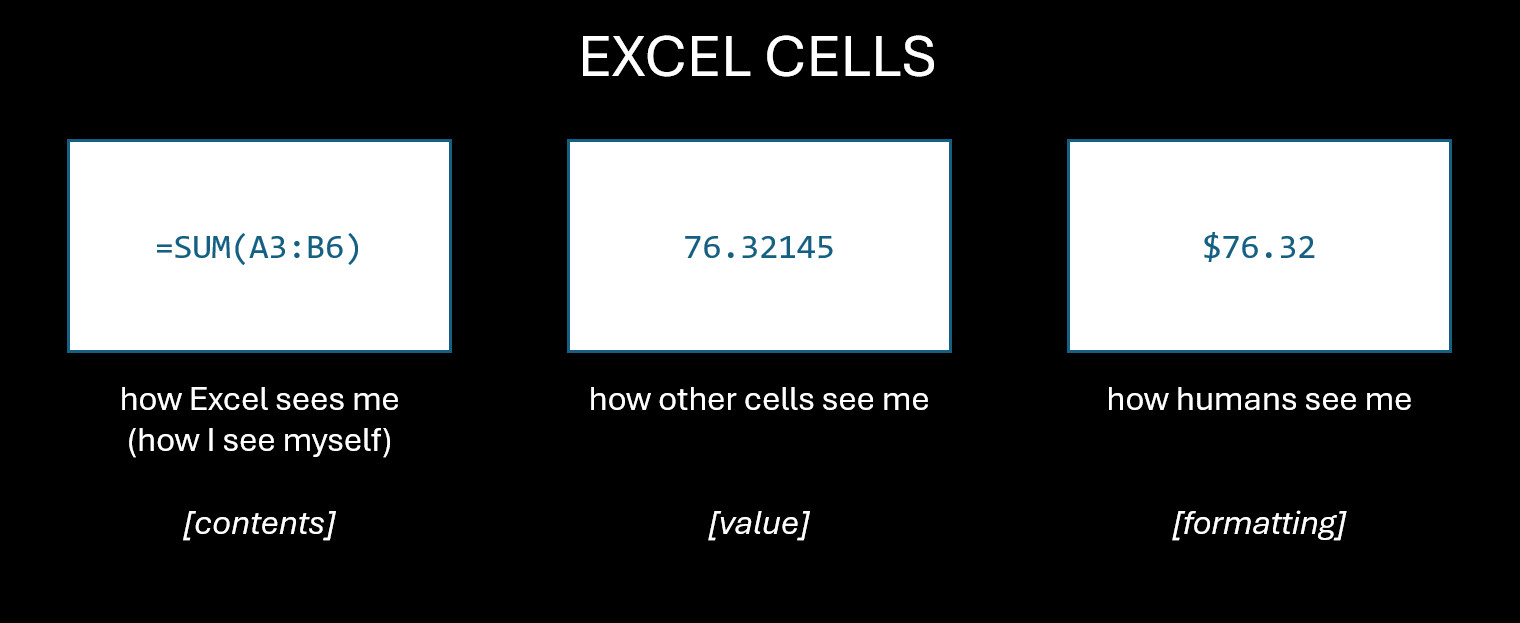 EXCEL CELLS
=SUM(A3:B6)
76.32145
$76.32
how Excel sees me
(how I see myself)
how other cells see me
how humans see me
[contents]
[value]
[formatting]